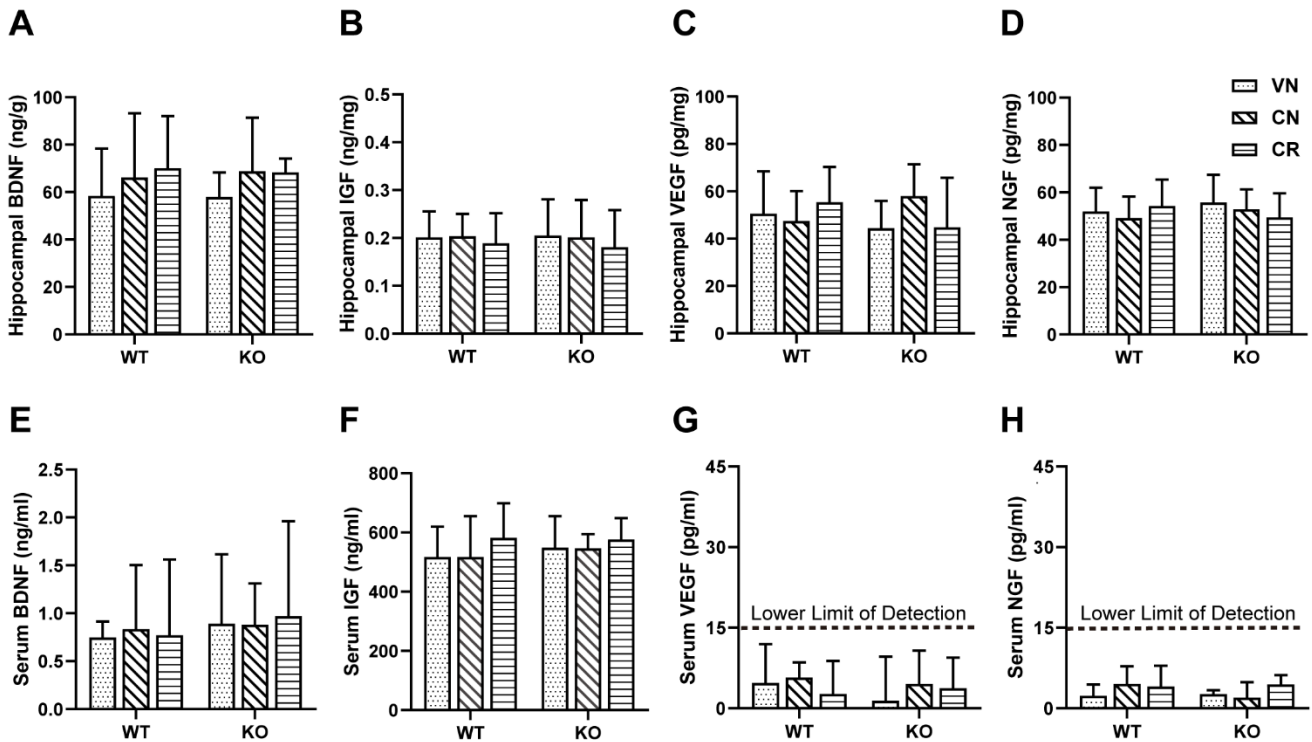 A
B
C
D
Hippocampal BDNF (ng/g)
100
80
60
40
20
0
WT
KO
Hippocampal IGF (ng/mg)
0.5
0.4
0.3
0.2
0.1
0.0
WT
KO
Hippocampal VEGF (pg/mg)
100
80
60
40
20
0
WT
KO
Hippocampal NGF (pg/mg)
100
80
60
40
20
0
WT
KO
VN
CN
CR
E
F
G
H
Serum BDNF (ng/ml)
2.5
2.0
1.5
1.0
0.5
0.0
WT
KO
Serum IGF (ng/ml)
800
600
400
200
0
WT
KO
Serum VEGF (pg/ml)
45
30
15
0
Lower Limit of Detection
WT
KO
Serum NGF (pg/ml)
45
30
15
0
Lower Limit of Detection
WT
KO